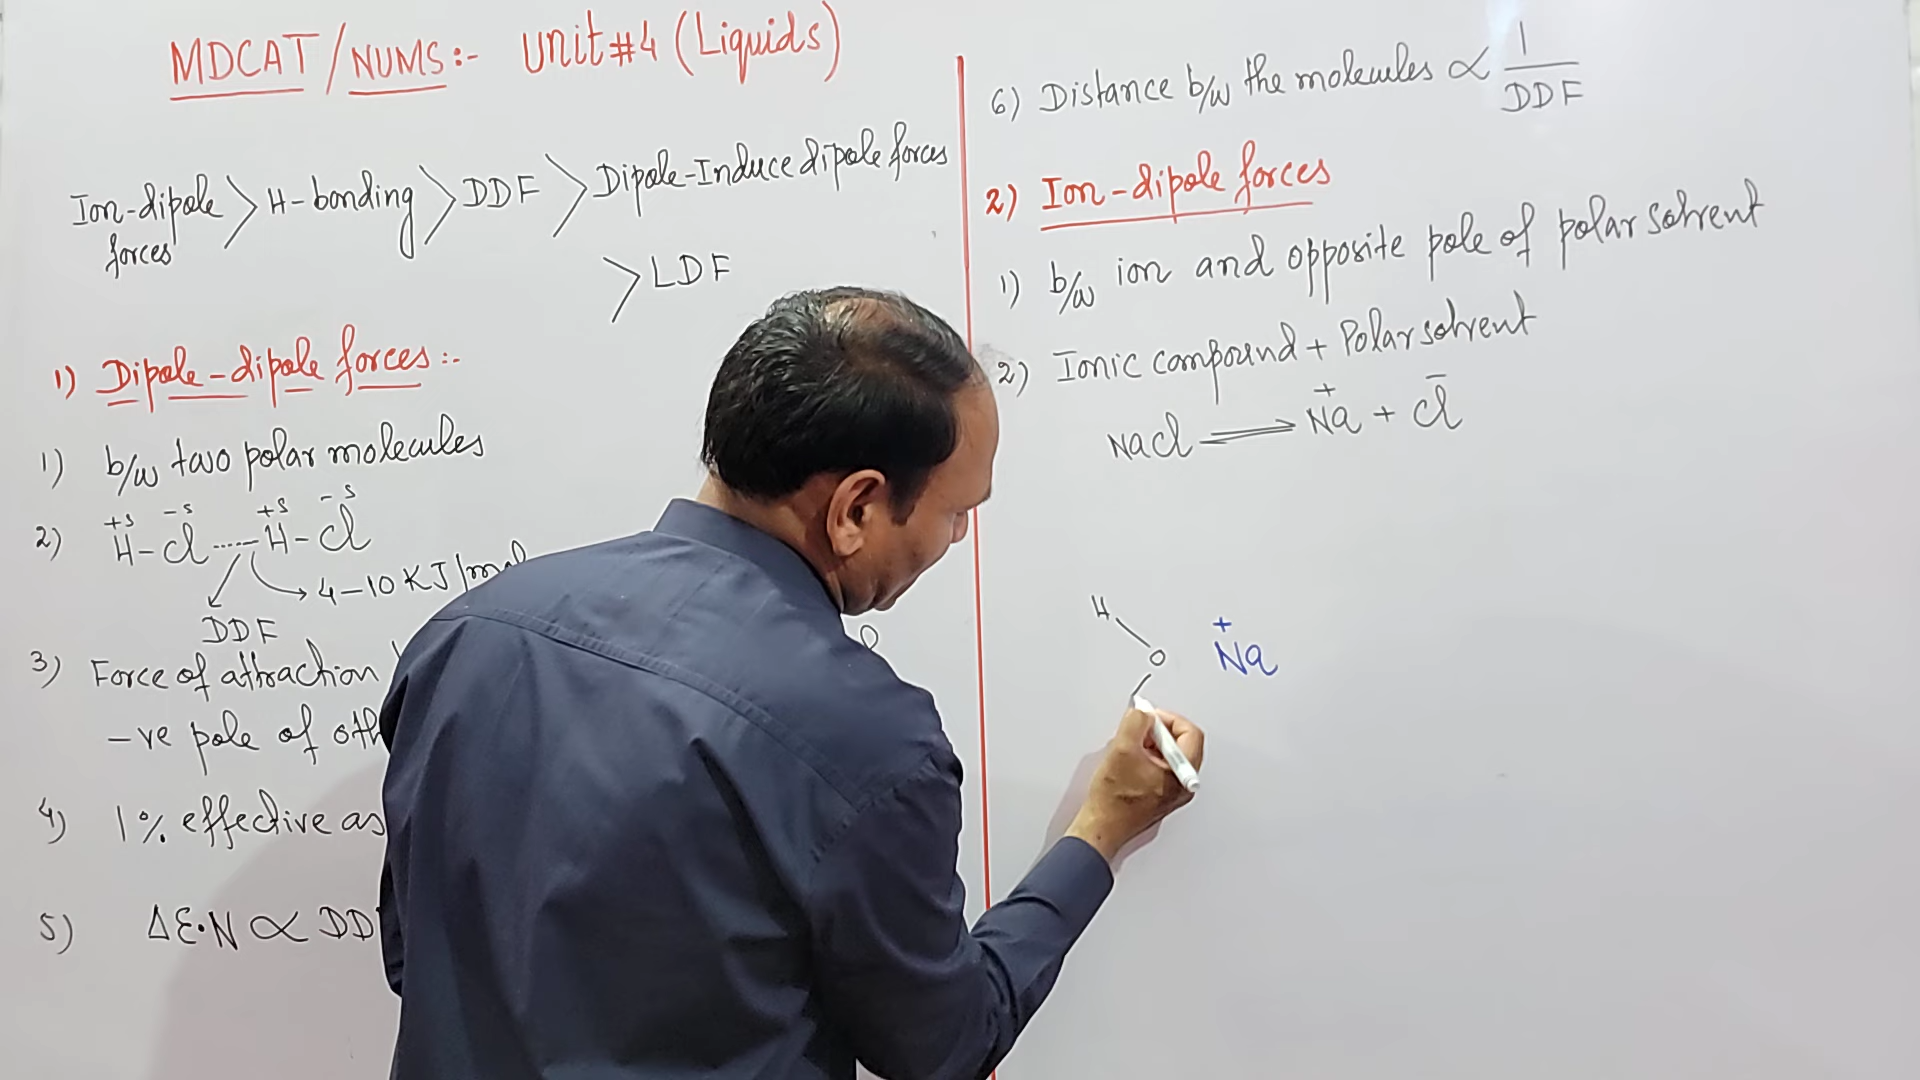 MDCAT/NUMS:- Unit#4 (Liquids)
Ion-dipole forces > H-bonding > DDF > Dipole-Induce dipole forces
> LDF
1) Dipole-dipole forces:-
1) b/w two polar molecules
2) +s -s +s -s
H-Cl.....H-Cl
4-10 KJ/mol
DDF
3) Force of attraction
-ve pole of oth
4) 1% effective as
5) ΔE.N ∝ DD
6) Distance b/w the molecules ∝ 1/DDF
2) Ion-dipole forces
1) b/w ion and opposite pole of polar solvent
2) Ionic compound + Polar solvent
NaCl ⇌ Na⁺ + Cl⁻
H
O
Na⁺